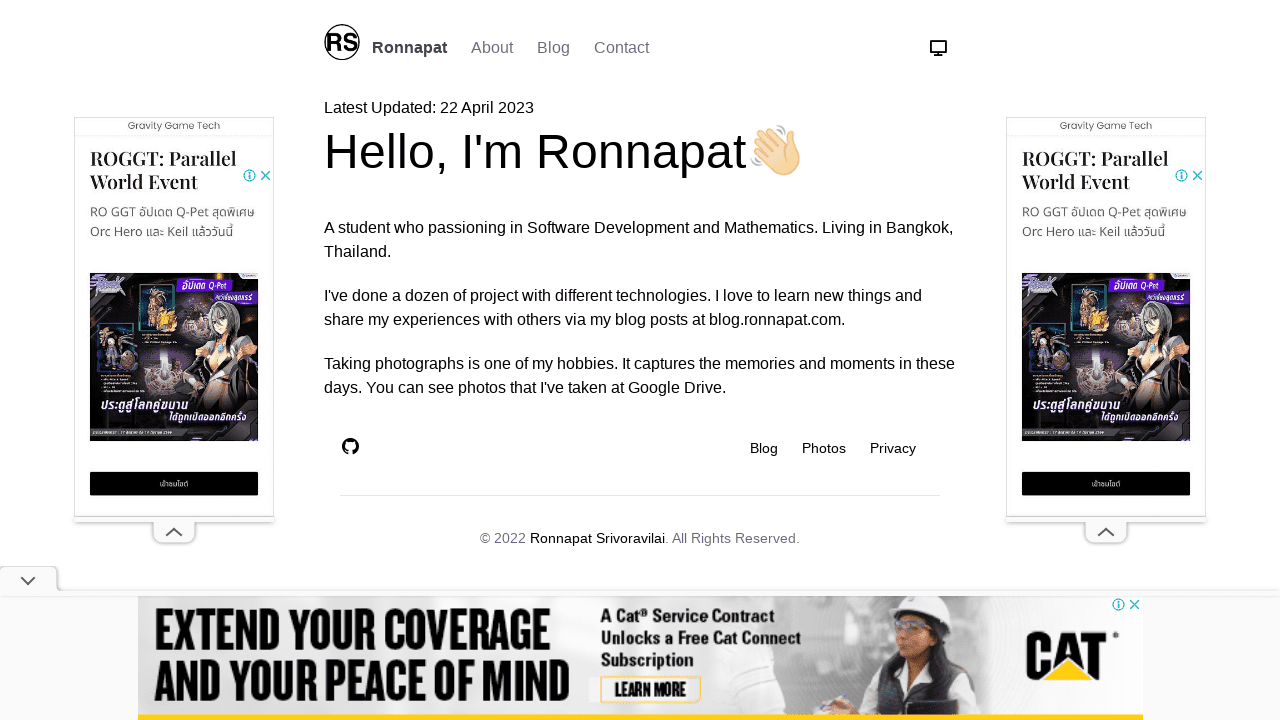 RS
Ronnapat About Blog Contact
Latest Updated: 22 April 2023
Hello, I'm Ronnapat
A student who passioning in Software Development and Mathematics. Living in Bangkok,
Thailand.
I've done a dozen of project with different technologies. I love to learn new things and
share my experiences with others via my blog posts at blog.ronnapat.com.
Taking photographs is one of my hobbies. It captures the memories and moments in these
days. You can see photos that I've taken at Google Drive.
Blog Photos Privacy
© 2022 Ronnapat Srivoravilai. All Rights Reserved.
Gravity Game Tech
ROGGT: Parallel
World Event
RO GGT อัปเดต Q-Pet สุดพิเศษ
Orc Hero และ Keil แล้ววันนี้
อัปเดต Q-Pet
ประตูสู่โลกคู่ขนาน
ได้ถูกเปิดออกอีกครั้ง
เข้าชมไซต์
Gravity Game Tech
ROGGT: Parallel
World Event
RO GGT อัปเดต Q-Pet สุดพิเศษ
Orc Hero และ Keil แล้ววันนี้
อัปเดต Q-Pet
ประตูสู่โลกคู่ขนาน
ได้ถูกเปิดออกอีกครั้ง
เข้าชมไซต์
EXTEND YOUR COVERAGE
AND YOUR PEACE OF MIND
A Cat® Service Contract
Unlocks a Free Cat Connect
Subscription
LEARN MORE
CAT®